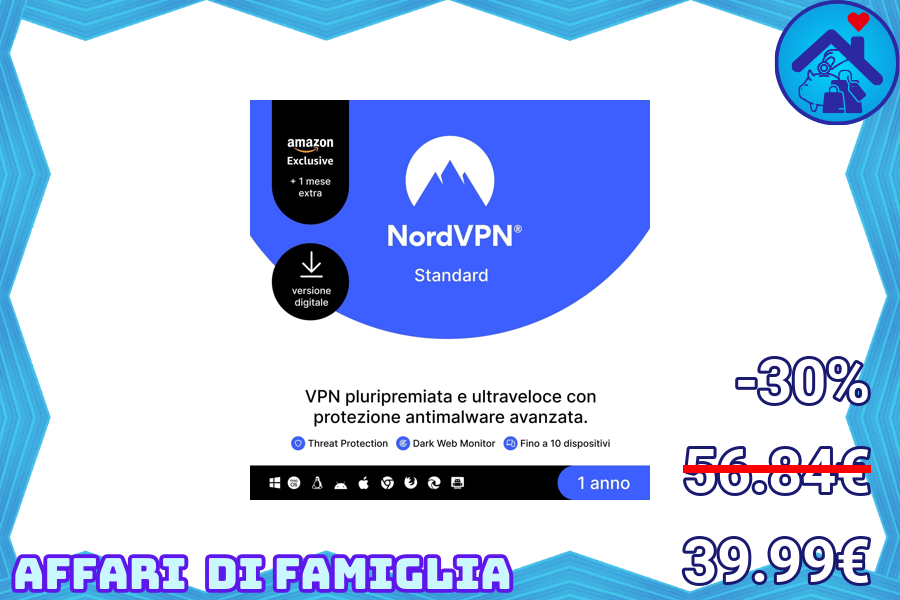 amazon
Exclusive
+ 1 mese
extra
NordVPN®
Standard
versione
digitale
VPN pluripremiata e ultraveloce con
protezione antimalware avanzata.
Threat Protection Dark Web Monitor Fino a 10 dispositivi
1 anno
-30%
56.84€
39.99€
AFFARI DI FAMIGLIA